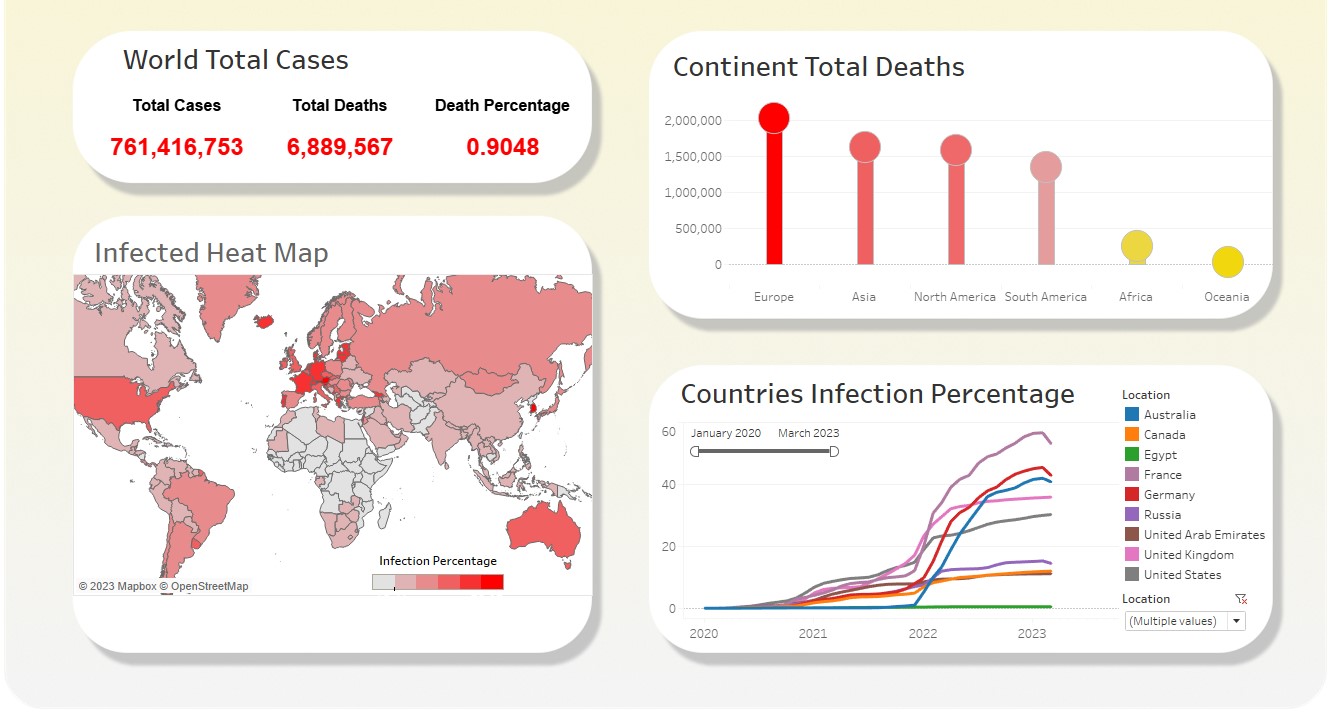 World Total Cases
Total Cases Total Deaths Death Percentage
761,416,753 6,889,567 0.9048
Infected Heat Map
Infection Percentage
© 2023 Mapbox © OpenStreetMap
Continent Total Deaths
2,000,000
1,500,000
1,000,000
500,000
0
Europe Asia North America South America Africa Oceania
Countries Infection Percentage
January 2020 March 2023
60
40
20
0
2020 2021 2022 2023
Location
Australia
Canada
Egypt
France
Germany
Russia
United Arab Emirates
United Kingdom
United States
Location
(Multiple values)